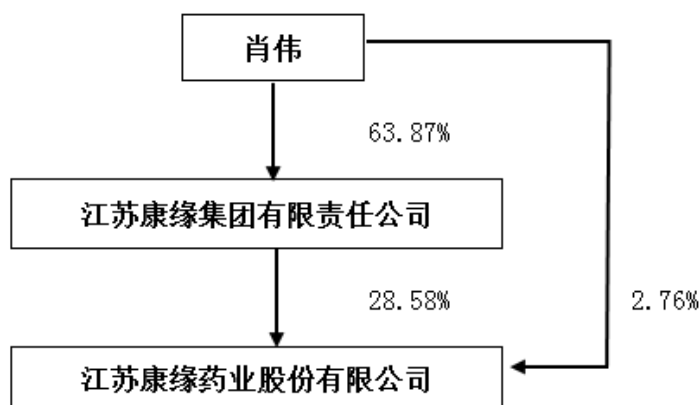 肖伟
63.87%
江苏康缘集团有限责任公司
28.58%
2.76%
江苏康缘药业股份有限公司